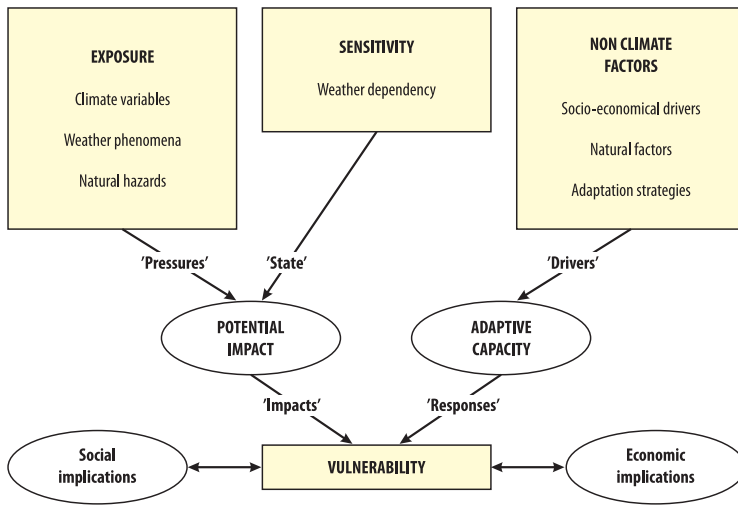 EXPOSURE
Climate variables
Weather phenomena
Natural hazards
SENSITIVITY
Weather dependency
NON CLIMATE
FACTORS
Socio-economical drivers
Natural factors
Adaptation strategies
'Pressures'
'State'
'Drivers'
POTENTIAL
IMPACT
ADAPTIVE
CAPACITY
'Impacts'
'Responses'
Social
implications
VULNERABILITY
Economic
implications